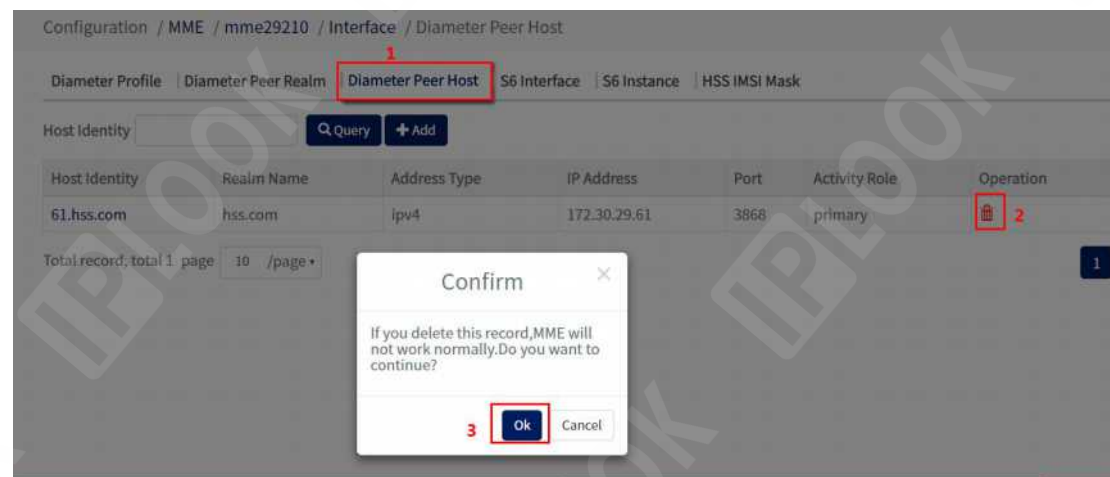 Configuration / MME / mme29210 / Interface / Diameter Peer Host
1
Diameter Profile | Diameter Peer Realm | Diameter Peer Host | S6 Interface | S6 Instance | HSS IMSI Mask
Host Identity Query + Add
Host Identity Realm Name Address Type IP Address Port Activity Role Operation
61.hss.com hss.com ipv4 172.30.29.61 3868 primary 2
Total record, total 1 page 10 /page 1
Confirm ×
If you delete this record,MME will
not work normally.Do you want to
continue?
3 Ok Cancel
IPLOOK
IPLOOK
IPLOOK